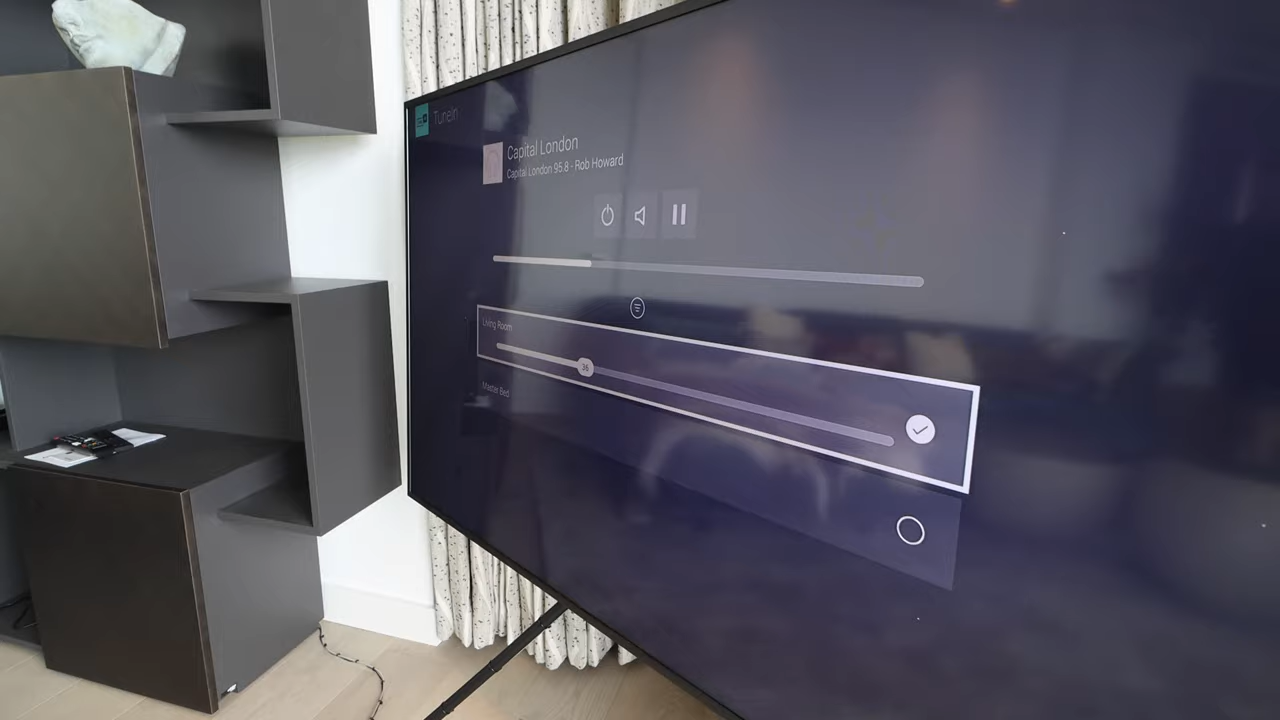 TuneIn
Capital London
Capital London 95.8 - Rob Howard
Living Room
36
Master Bed